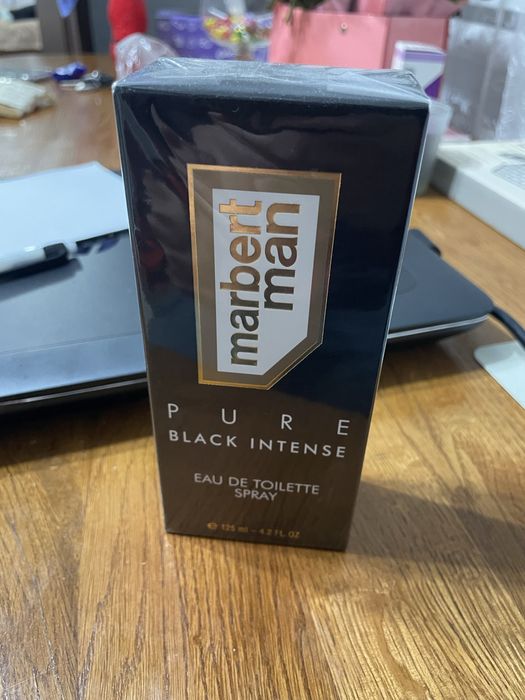 marbert
man
PURE
BLACK INTENSE
EAU DE TOILETTE
SPRAY
℮ 125 ml – 4.2 FL. OZ